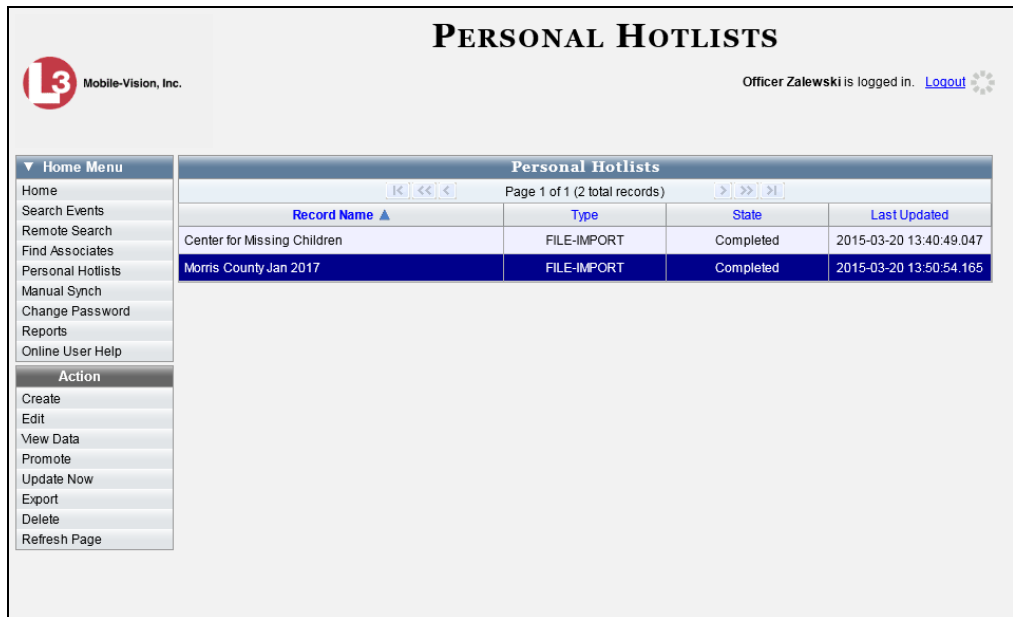 PERSONAL HOTLISTS
L3 Mobile-Vision, Inc.
Officer Zalewski is logged in. Logout
▼ Home Menu
Home
Search Events
Remote Search
Find Associates
Personal Hotlists
Manual Synch
Change Password
Reports
Online User Help
Action
Create
Edit
View Data
Promote
Update Now
Export
Delete
Refresh Page
Personal Hotlists
|< << < Page 1 of 1 (2 total records) > >> >|
Record Name ▲ Type State Last Updated
Center for Missing Children FILE-IMPORT Completed 2015-03-20 13:40:49.047
Morris County Jan 2017 FILE-IMPORT Completed 2015-03-20 13:50:54.165